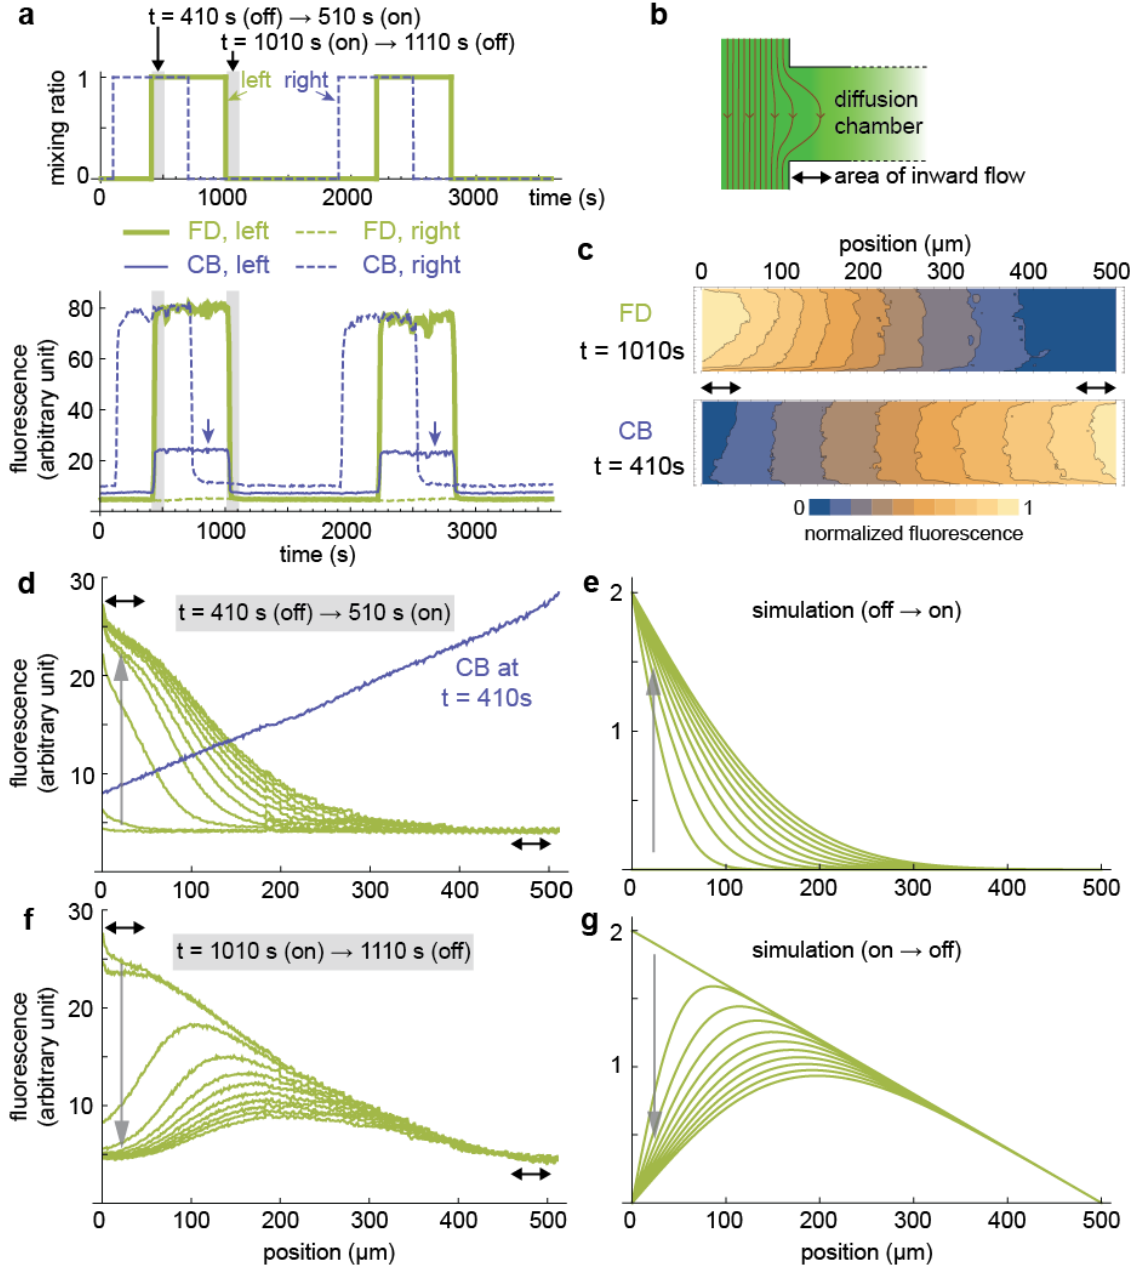 a
t = 410 s (off) → 510 s (on)
t = 1010 s (on) → 1110 s (off)
left right
mixing ratio
1
0
0 1000 2000 3000
time (s)
FD, left FD, right
CB, left CB, right
fluorescence
(arbitrary unit)
80
60
40
20
0 1000 2000 3000
time (s)
b
diffusion
chamber
area of inward flow
c
position (µm)
0 100 200 300 400 500
FD
t = 1010s
CB
t = 410s
0 1
normalized fluorescence
d
t = 410 s (off) → 510 s (on)
CB at
t = 410s
fluorescence
(arbitrary unit)
30
20
10
0 100 200 300 400 500
e
simulation (off → on)
2
1
0 100 200 300 400 500
f
t = 1010 s (on) → 1110 s (off)
fluorescence
(arbitrary unit)
30
20
10
0 100 200 300 400 500
position (µm)
g
simulation (on → off)
2
1
0 100 200 300 400 500
position (µm)